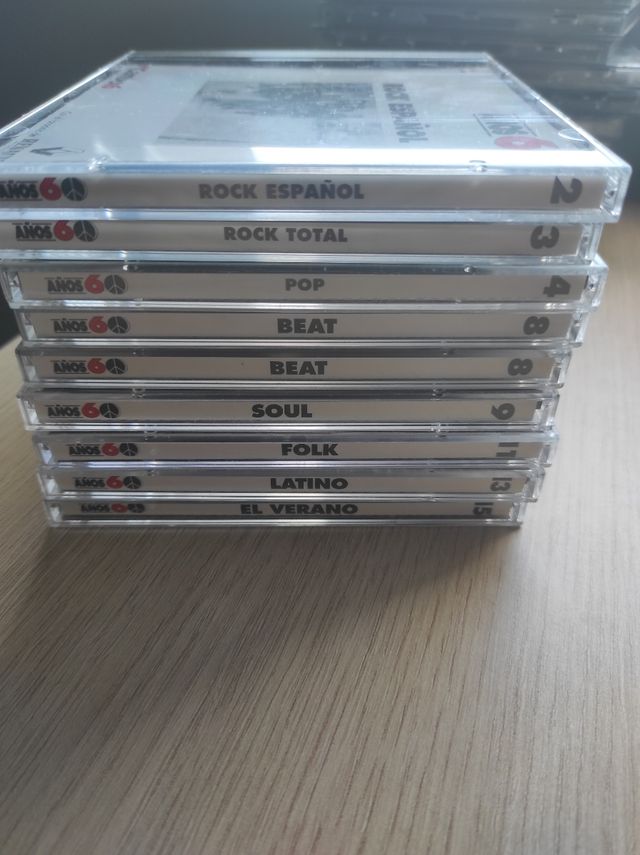 ROCK ESPAÑOL
AÑOS 60
AÑOS 60 ROCK ESPAÑOL 2
AÑOS 60 ROCK TOTAL 3
AÑOS 60 POP 4
AÑOS 60 BEAT 8
AÑOS 60 BEAT 8
AÑOS 60 SOUL 9
AÑOS 60 FOLK 11
AÑOS 60 LATINO 13
AÑOS 60 EL VERANO 15